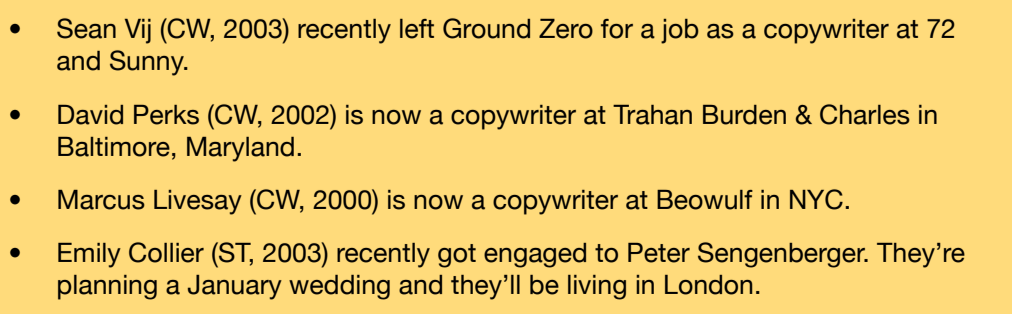 • Sean Vij (CW, 2003) recently left Ground Zero for a job as a copywriter at 72
and Sunny.
• David Perks (CW, 2002) is now a copywriter at Trahan Burden & Charles in
Baltimore, Maryland.
• Marcus Livesay (CW, 2000) is now a copywriter at Beowulf in NYC.
• Emily Collier (ST, 2003) recently got engaged to Peter Sengenberger. They’re
planning a January wedding and they’ll be living in London.